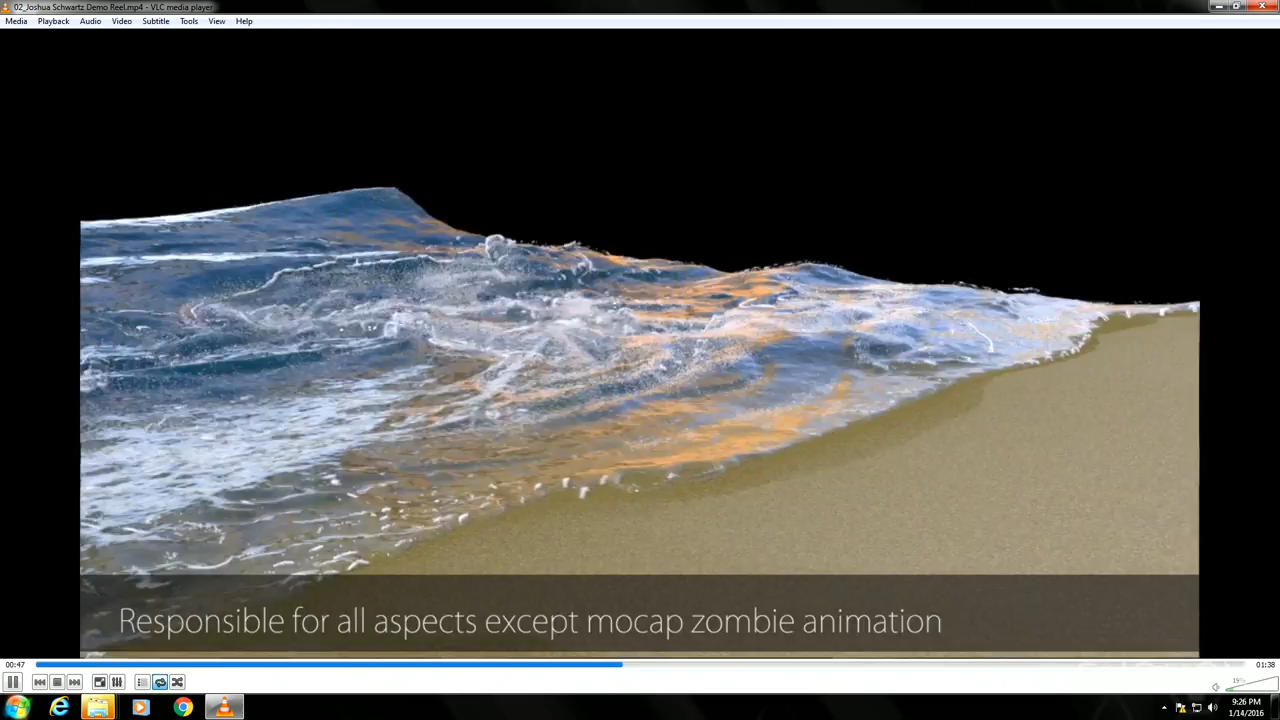 02_Joshua Schwartz Demo Reel.mp4 - VLC media player
Media Playback Audio Video Subtitle Tools View Help
Responsible for all aspects except mocap zombie animation
00:47 01:38
19%
9:26 PM
1/14/2016